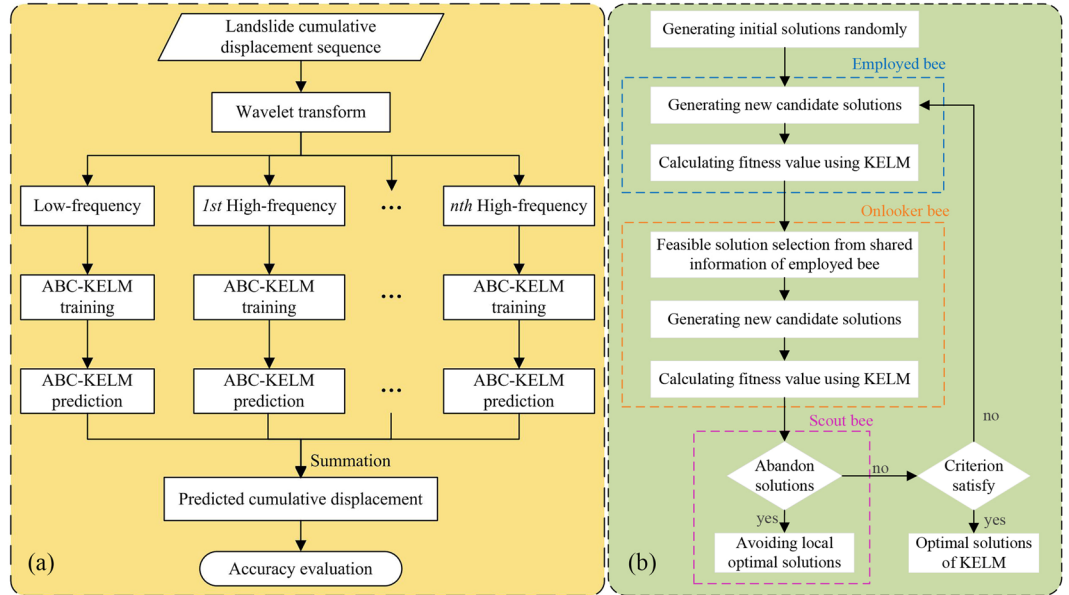 Landslide cumulative
displacement sequence
Wavelet transform
Low-frequency
1st High-frequency
...
nth High-frequency
ABC-KELM
training
ABC-KELM
training
...
ABC-KELM
training
ABC-KELM
prediction
ABC-KELM
prediction
...
ABC-KELM
prediction
Summation
Predicted cumulative displacement
Accuracy evaluation
(a)
Generating initial solutions randomly
Employed bee
Generating new candidate solutions
Calculating fitness value using KELM
Onlooker bee
Feasible solution selection from shared
information of employed bee
Generating new candidate solutions
Calculating fitness value using KELM
no
Scout bee
Abandon
solutions
no
Criterion
satisfy
yes
yes
Avoiding local
optimal solutions
Optimal solutions
of KELM
(b)